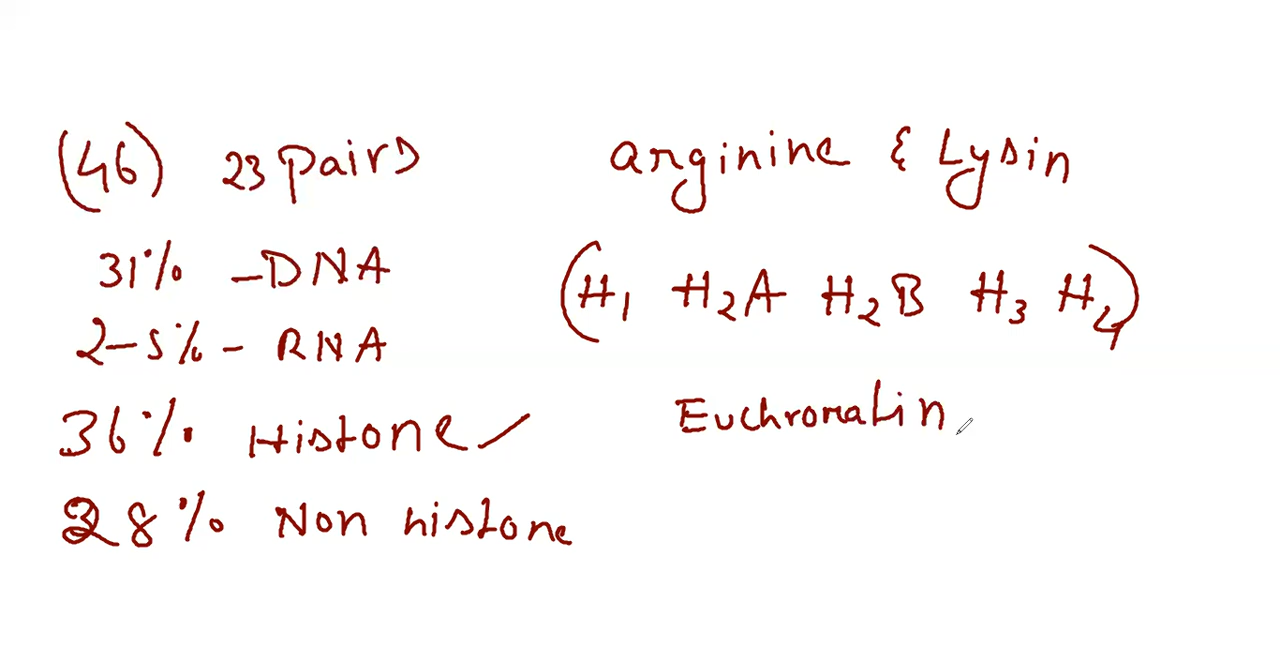 (46) 23 Pairs
31% - DNA
2-5% - RNA
36% Histone ✓
28% Non histone
arginine & Lysin
(H1 H2A H2B H3 H4)
Euchromatin